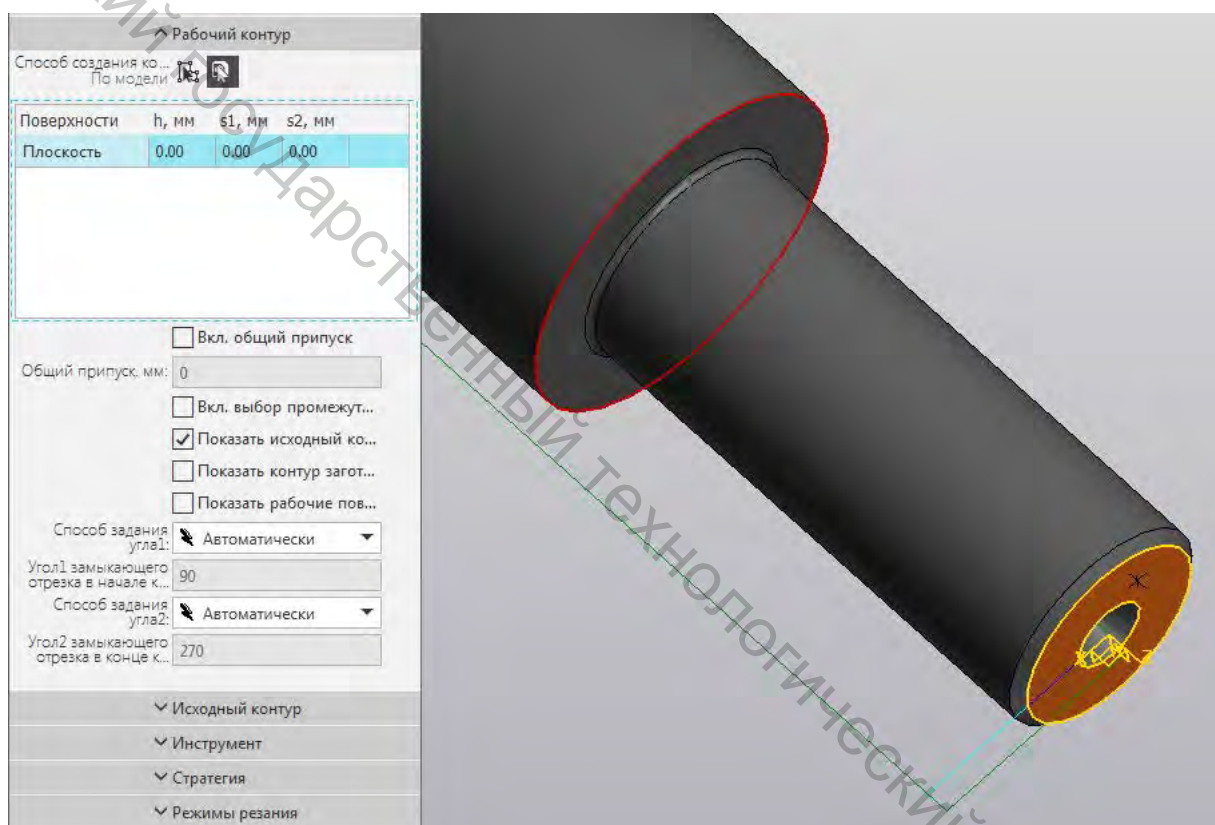 Рабочий контур
Способ создания ко...
По модели
Поверхности h, мм s1, мм s2, мм
Плоскость 0.00 0.00 0.00
Вкл. общий припуск
Общий припуск, мм: 0
Вкл. выбор промежут...
Показать исходный ко...
Показать контур загот...
Показать рабочие пов...
Способ задания
угла1: Автоматически
Угол1 замыкающего
отрезка в начале к... 90
Способ задания
угла2: Автоматически
Угол2 замыкающего
отрезка в конце к... 270
Исходный контур
Инструмент
Стратегия
Режимы резания
государственный технологический